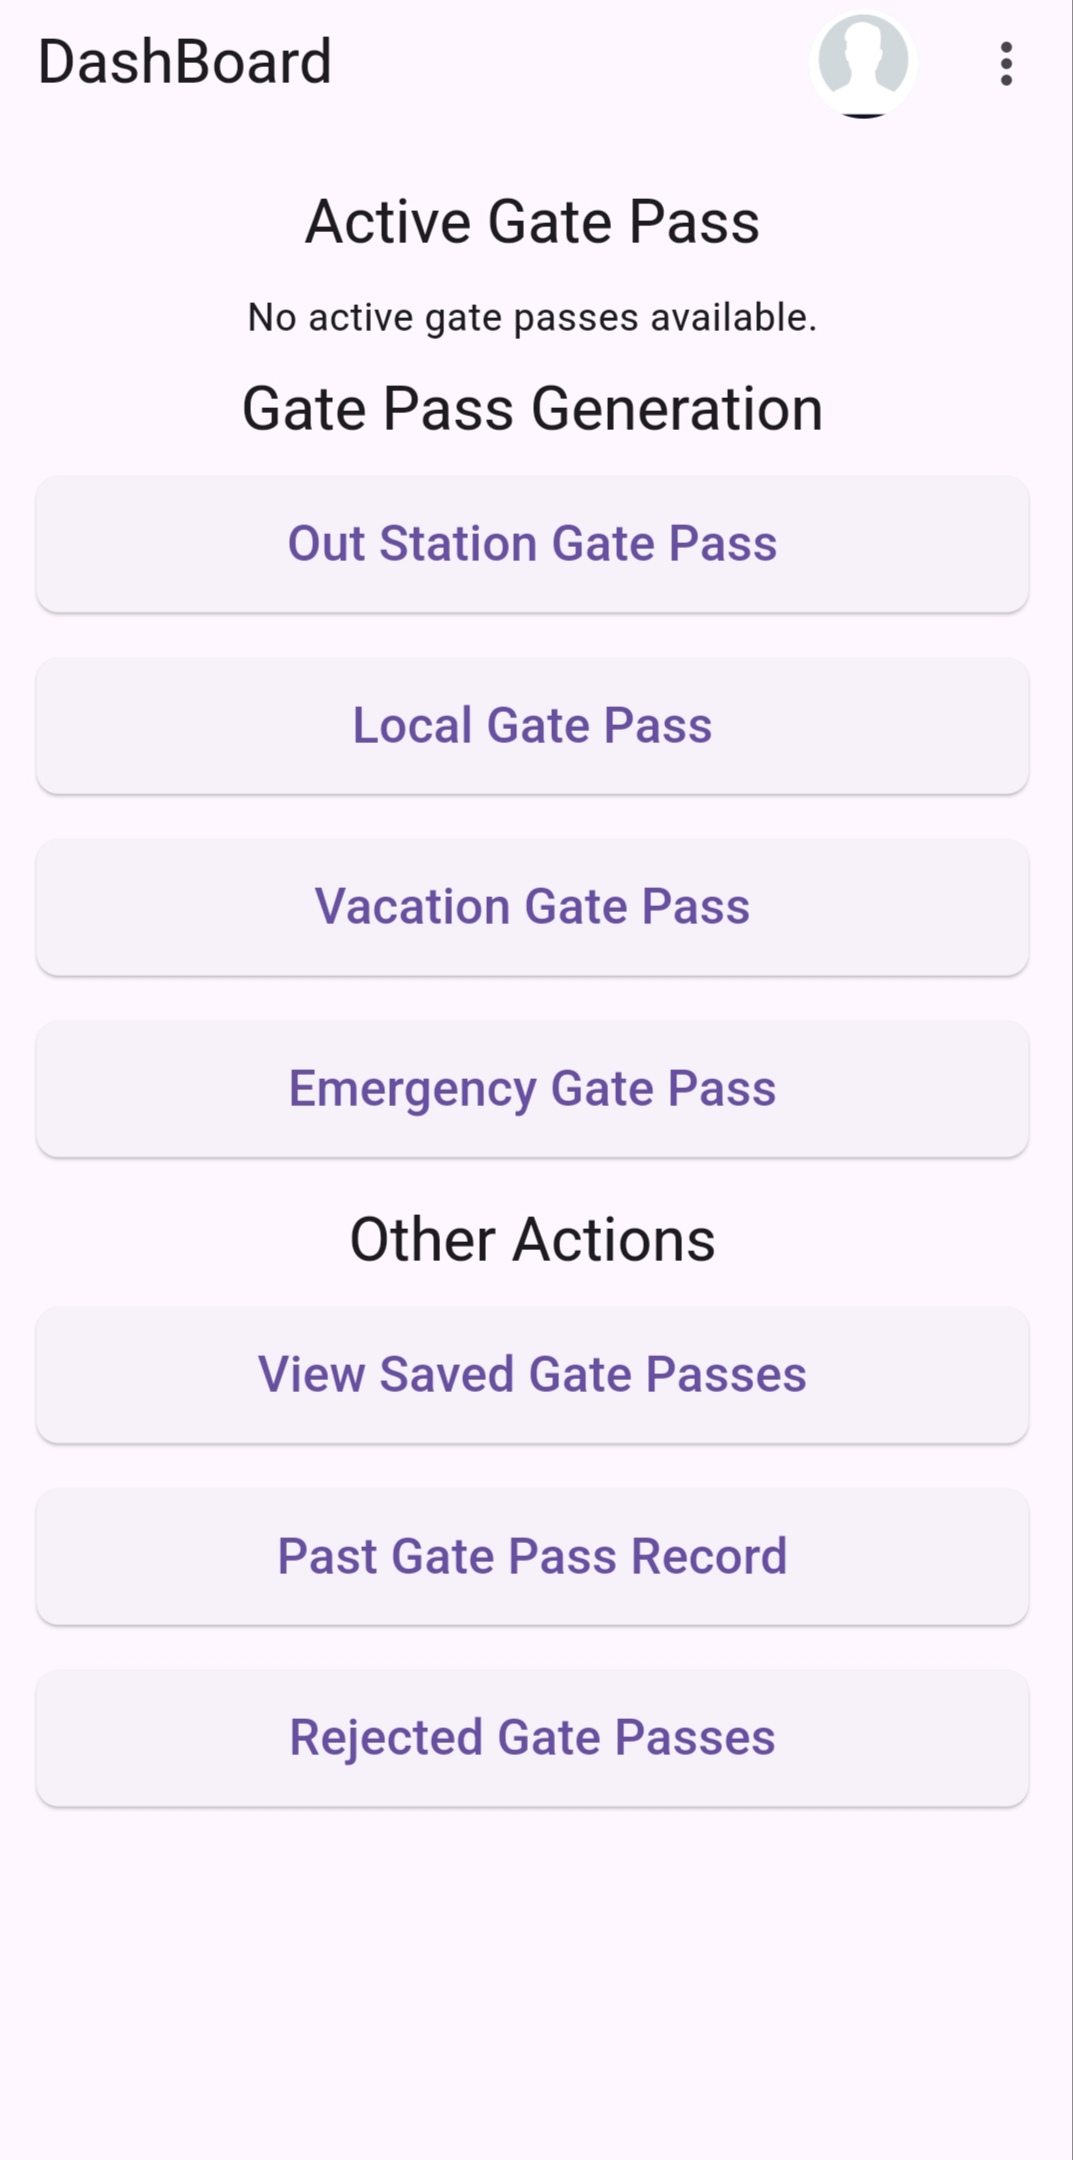 DashBoard
Active Gate Pass
No active gate passes available.
Gate Pass Generation
Out Station Gate Pass
Local Gate Pass
Vacation Gate Pass
Emergency Gate Pass
Other Actions
View Saved Gate Passes
Past Gate Pass Record
Rejected Gate Passes